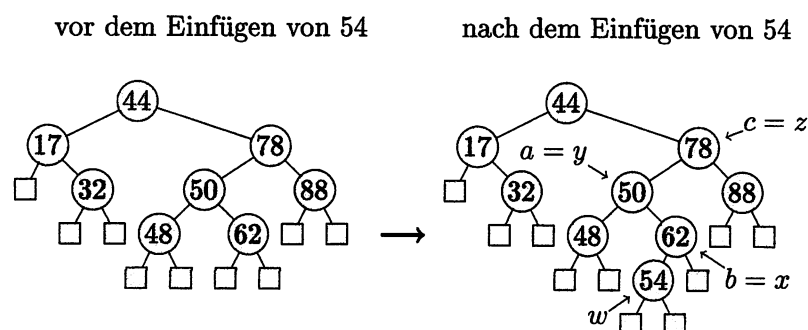 vor dem Einfügen von 54
nach dem Einfügen von 54
44
17
78
32
50
88
48
62
44
c = z
17
a = y
78
32
50
88
48
62
54
b = x
w